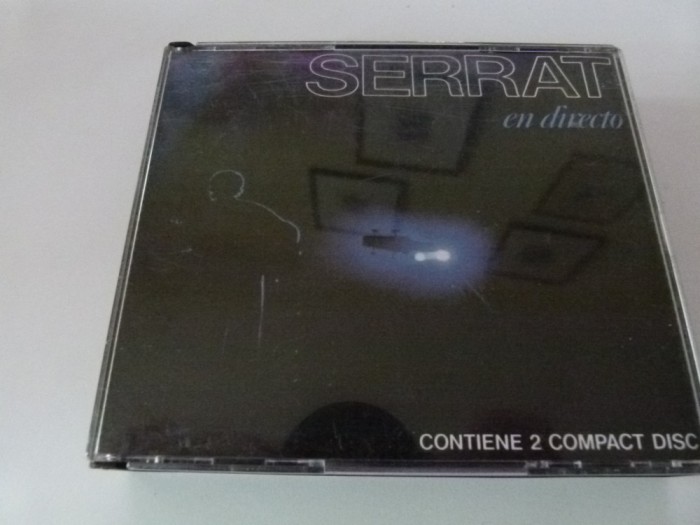 SERRAT
en directo
CONTIENE 2 COMPACT DISC